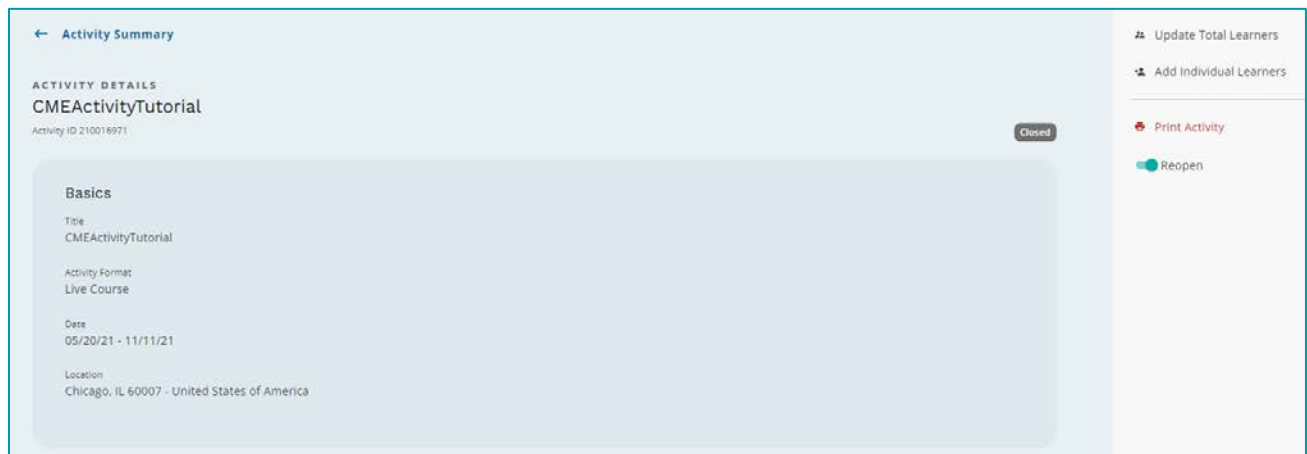 ← Activity Summary
ACTIVITY DETAILS
CMEActivityTutorial
Activity ID 210016971
Closed
Basics
Title
CMEActivityTutorial
Activity Format
Live Course
Date
05/20/21 - 11/11/21
Location
Chicago, IL 60007 - United States of America
Update Total Learners
Add Individual Learners
Print Activity
Reopen